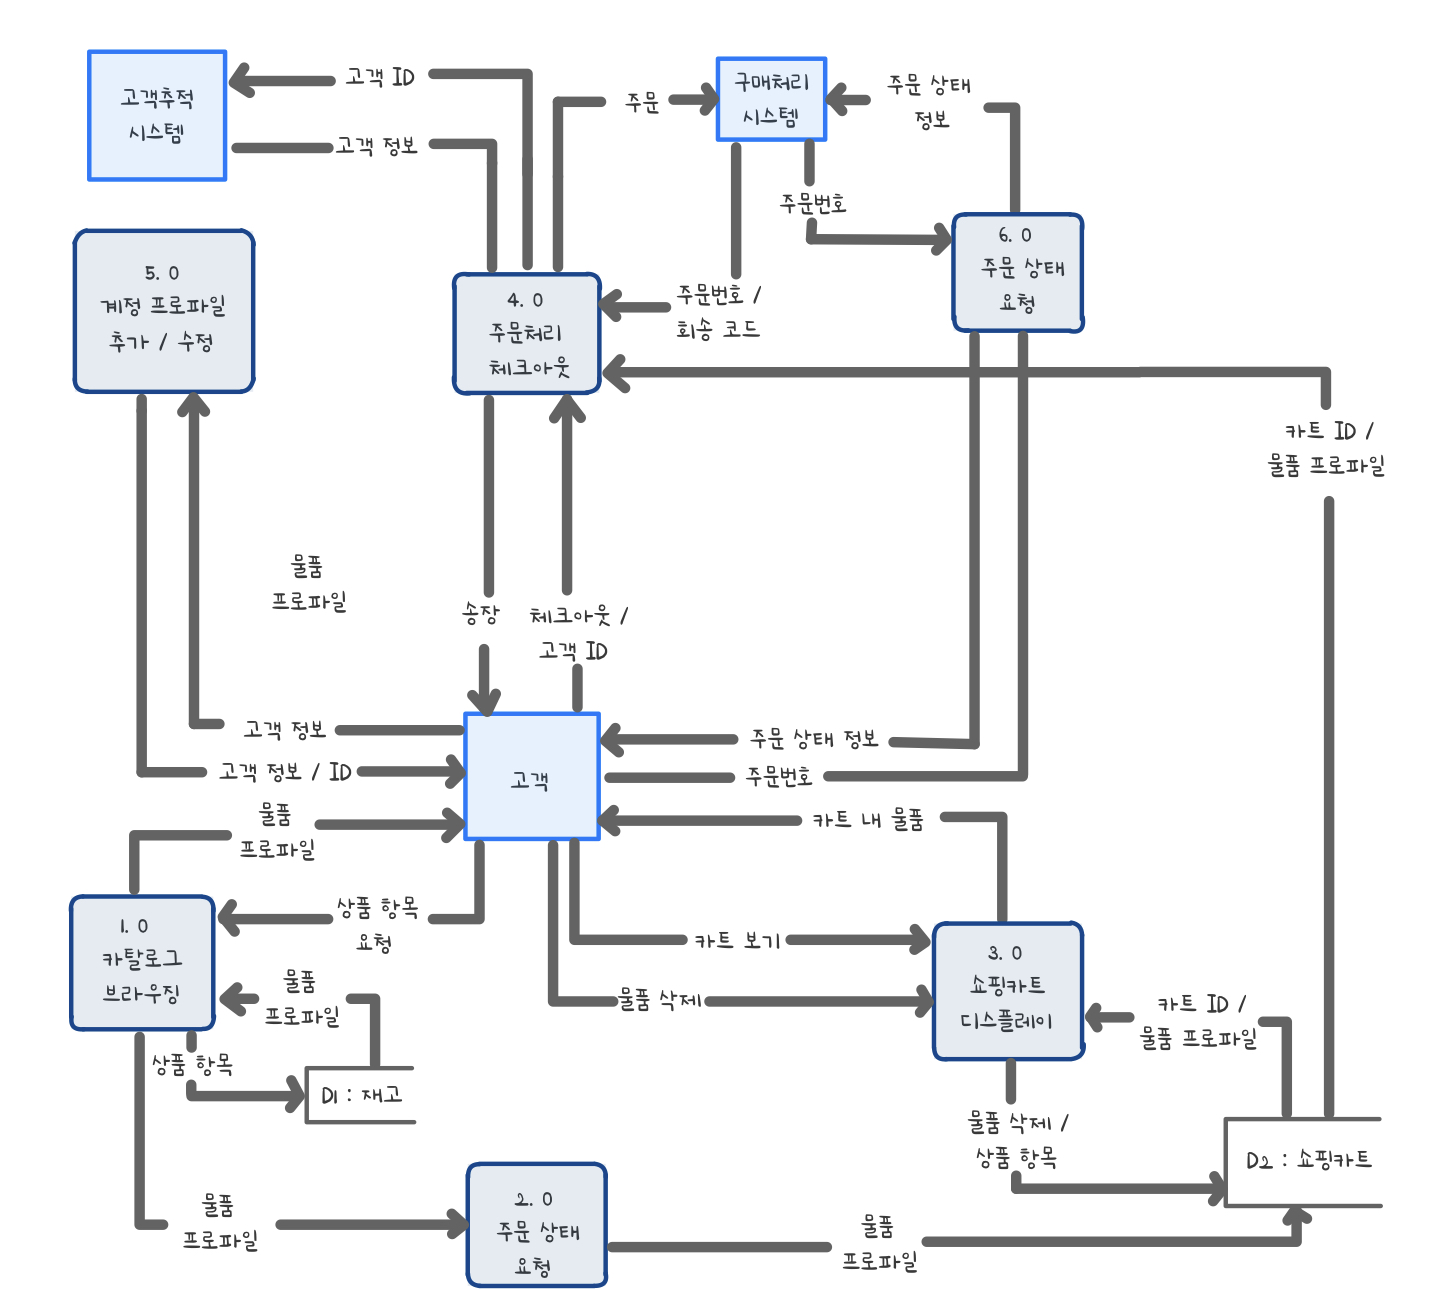 고객추적
시스템
고객 ID
고객 정보
주문
구매처리
시스템
주문 상태
정보
주문번호
5. 0
계정 프로파일
추가 / 수정
4. 0
주문처리
체크아웃
주문번호 /
회송 코드
6. 0
주문 상태
요청
카트 ID /
물품 프로파일
물품
프로파일
송장
체크아웃 /
고객 ID
고객 정보
고객 정보 / ID
고객
주문 상태 정보
주문번호
물품
프로파일
카트 내 물품
상품 항목
요청
1. 0
카탈로그
브라우징
카트 보기
물품 삭제
3. 0
쇼핑카트
디스플레이
물품
프로파일
카트 ID /
물품 프로파일
상품 항목
D1 : 재고
물품 삭제 /
상품 항목
D2 : 쇼핑카트
물품
프로파일
2. 0
주문 상태
요청
물품
프로파일